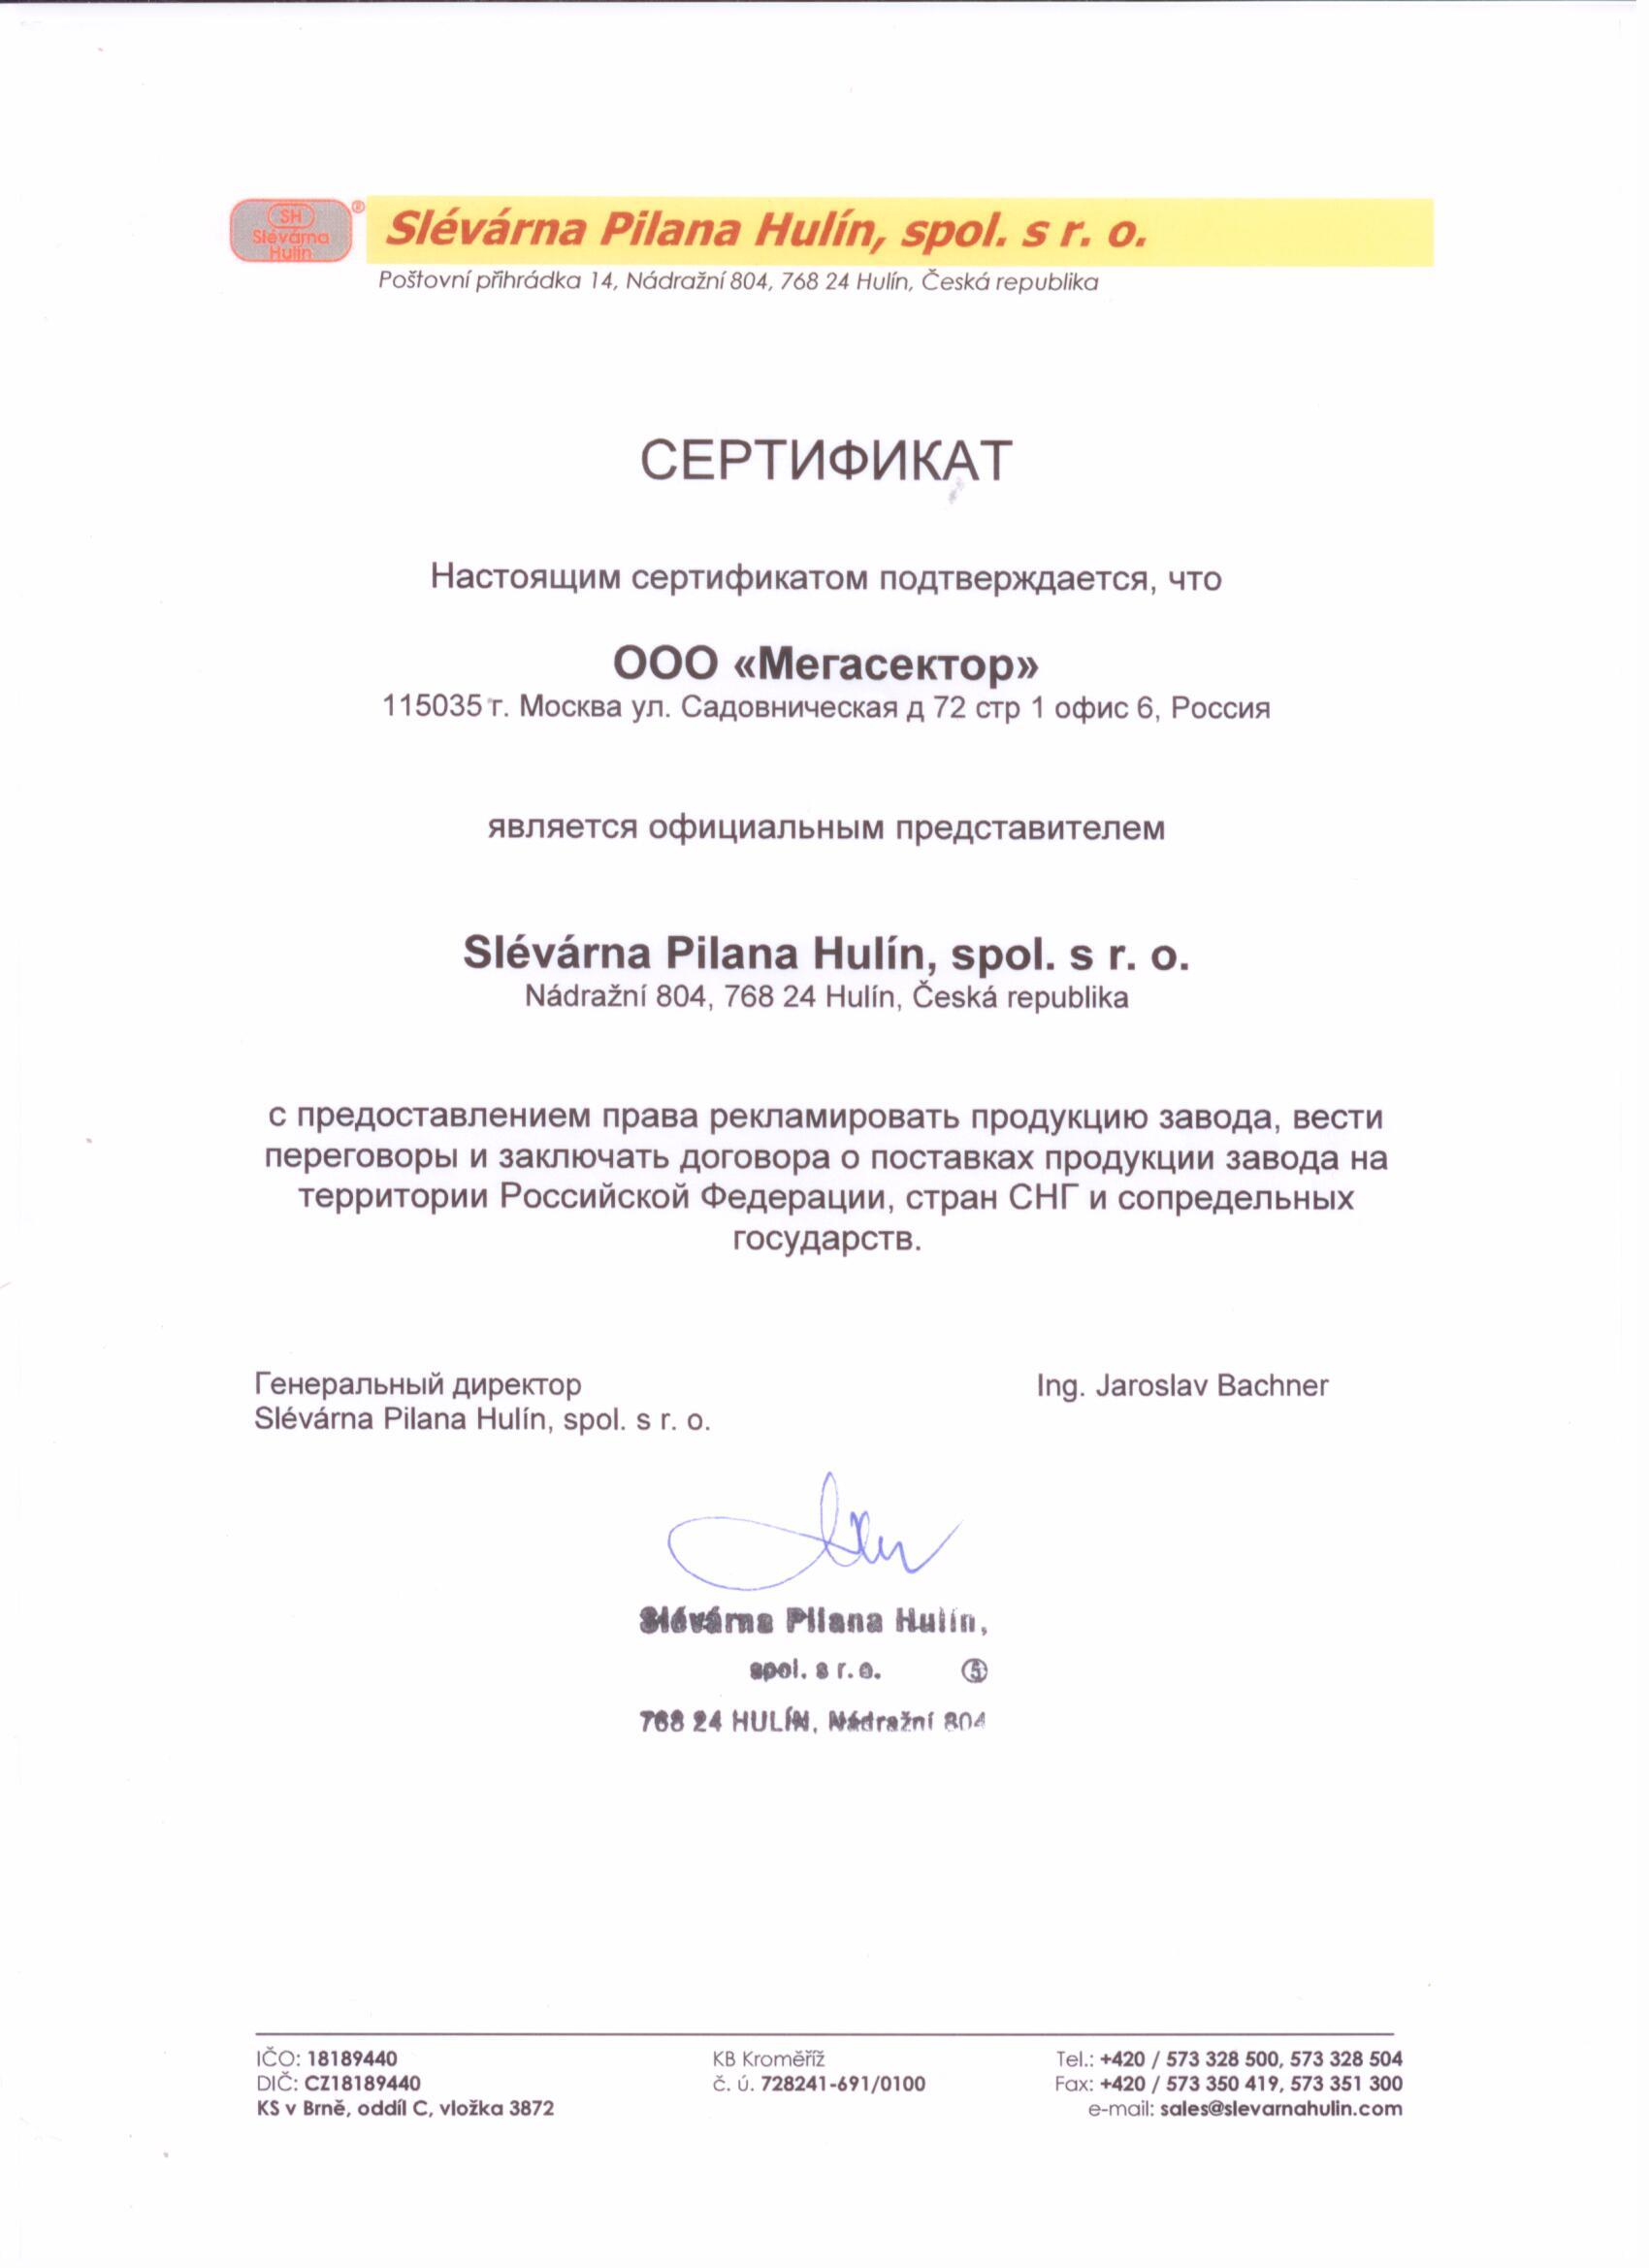 SH
Slévárna
Hulín
®
Slévárna Pilana Hulín, spol. s r. o.
Poštovní přihrádka 14, Nádražní 804, 768 24 Hulín, Česká republika
СЕРТИФИКАТ
Настоящим сертификатом подтверждается, что
ООО «Мегасектор»
115035 г. Москва ул. Садовническая д 72 стр 1 офис 6, Россия
является официальным представителем
Slévárna Pilana Hulín, spol. s r. o.
Nádražní 804, 768 24 Hulín, Česká republika
с предоставлением права рекламировать продукцию завода, вести
переговоры и заключать договора о поставках продукции завода на
территории Российской Федерации, стран СНГ и сопредельных
государств.
Генеральный директор
Ing. Jaroslav Bachner
Slévárna Pilana Hulín, spol. s r. o.
Slévárna Pilana Hulín,
spol. s r. o. 5
768 24 HULÍN, Nádražní 804
IČO: 18189440 KB Kroměříž Tel.: +420 / 573 328 500, 573 328 504
DIČ: CZ18189440 č. ú. 728241-691/0100 Fax: +420 / 573 350 419, 573 351 300
KS v Brně, oddíl C, vložka 3872 e-mail: sales@slevarnahulin.com